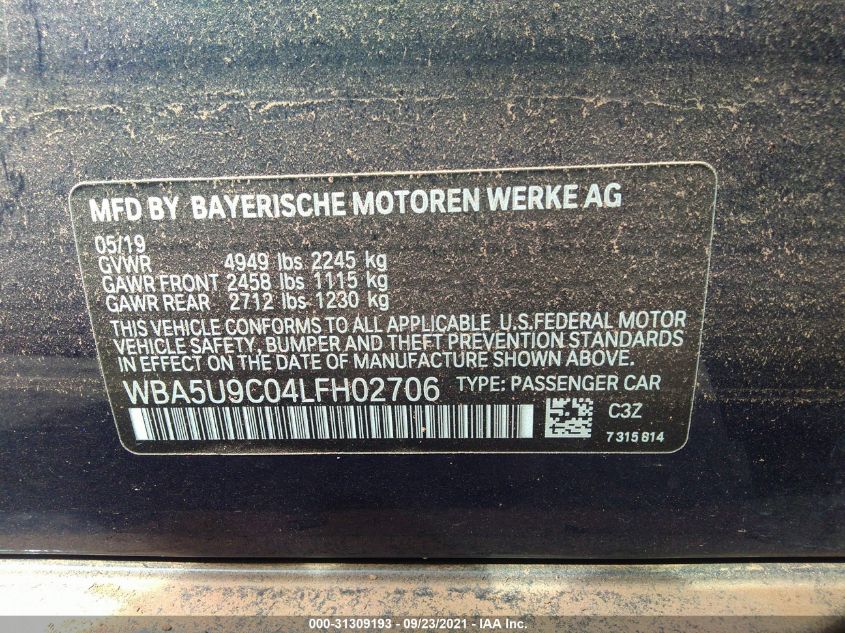 MFD BY BAYERISCHE MOTOREN WERKE AG
05/19
GVWR 4949 lbs 2245 kg
GAWR FRONT 2458 lbs 1115 kg
GAWR REAR 2712 lbs 1230 kg
THIS VEHICLE CONFORMS TO ALL APPLICABLE U.S.FEDERAL MOTOR
VEHICLE SAFETY, BUMPER AND THEFT PREVENTION STANDARDS
IN EFFECT ON THE DATE OF MANUFACTURE SHOWN ABOVE.
WBA5U9C04LFH02706 TYPE: PASSENGER CAR
C3Z
7315814
000-31309193 - 09/23/2021 - IAA Inc.